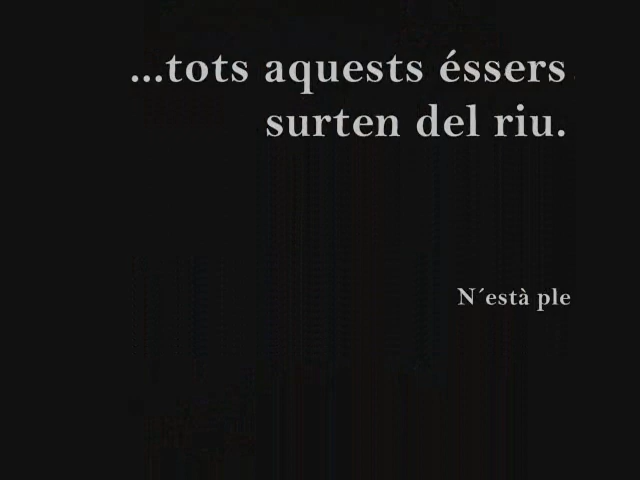 ...tots aquests éssers
surten del riu.
N´està ple